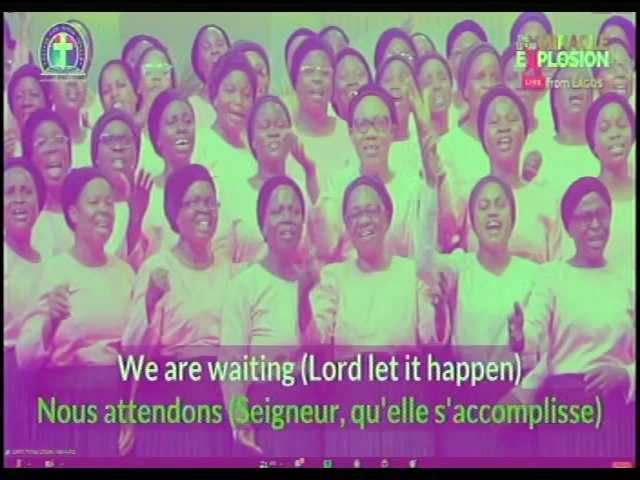 THE
MIRACLE
EXPLOSION
LIVE from LAGOS
We are waiting (Lord let it happen)
Nous attendons (Seigneur, qu'elle s'accomplisse)